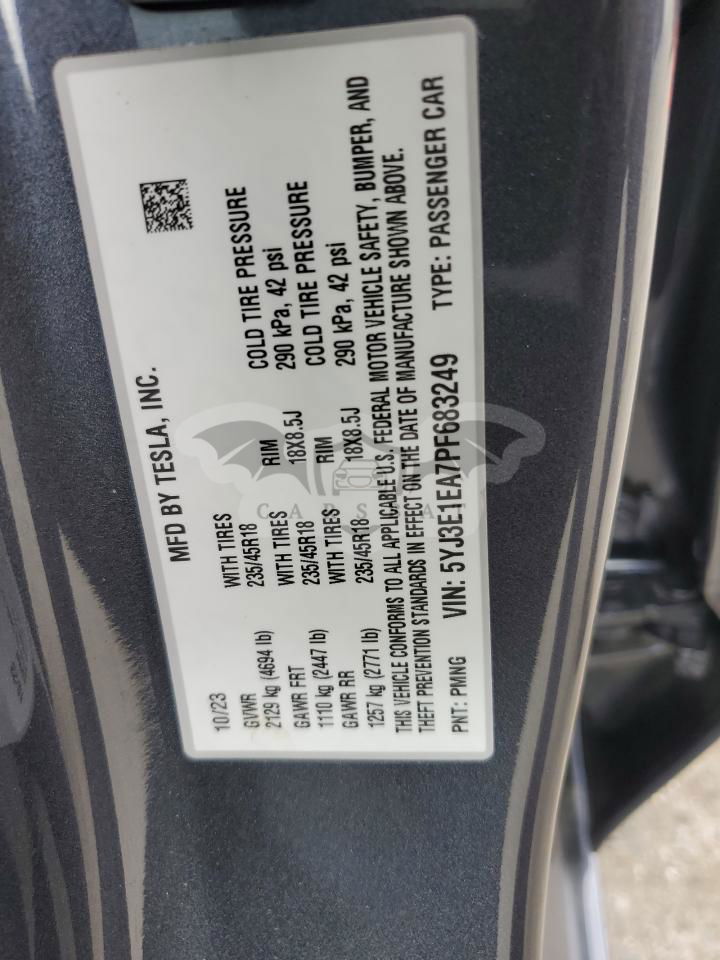 MFD BY TESLA, INC.
10/23
GVWR WITH TIRES RIM COLD TIRE PRESSURE
2129 kg (4694 lb) 235/45R18 18X8.5J 290 kPa, 42 psi
GAWR FRT WITH TIRES RIM COLD TIRE PRESSURE
1110 kg (2447 lb) 235/45R18 18X8.5J 290 kPa, 42 psi
GAWR RR WITH TIRES
1257 kg (2771 lb) 235/45R18
THIS VEHICLE CONFORMS TO ALL APPLICABLE U.S. FEDERAL MOTOR VEHICLE SAFETY, BUMPER, AND
THEFT PREVENTION STANDARDS IN EFFECT ON THE DATE OF MANUFACTURE SHOWN ABOVE.
PNT: PMNG VIN: 5YJ3E1EA7PF683249 TYPE: PASSENGER CAR
CARSBAT